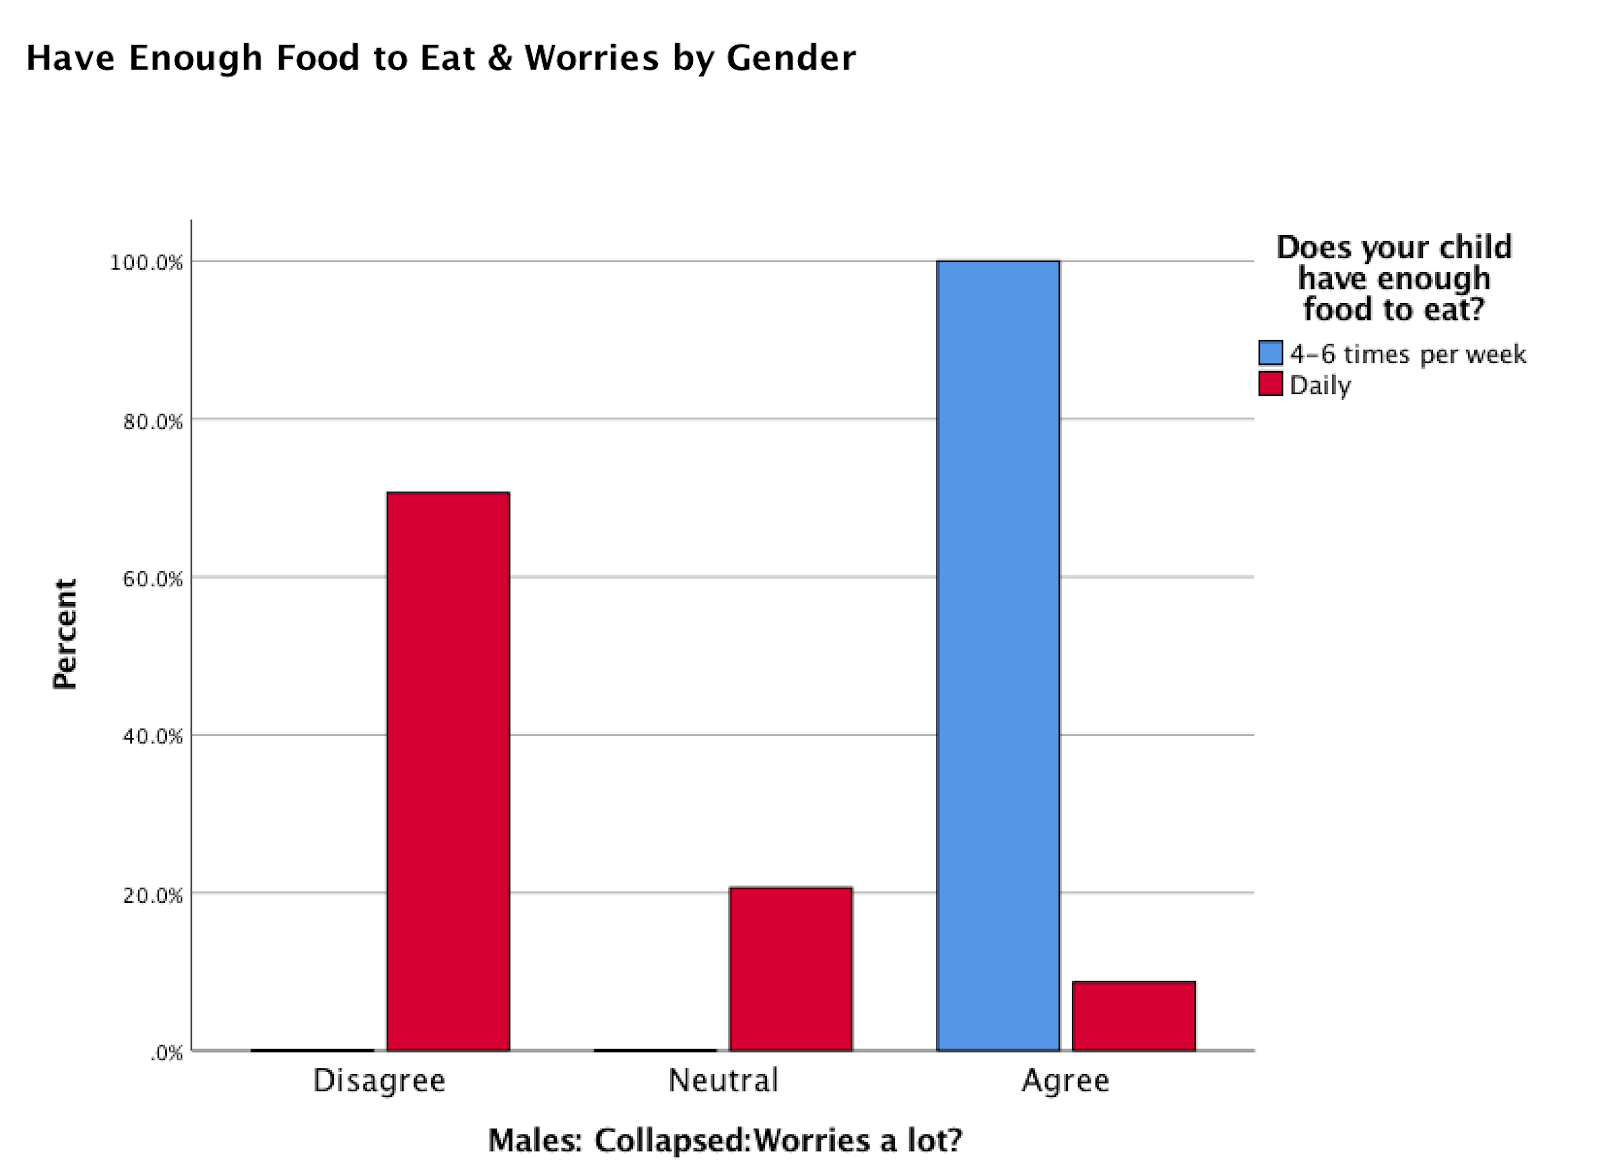 Have Enough Food to Eat & Worries by Gender
100.0%
80.0%
60.0%
40.0%
20.0%
.0%
Percent
Disagree
Neutral
Agree
Males: Collapsed:Worries a lot?
Does your child
have enough
food to eat?
4-6 times per week
Daily